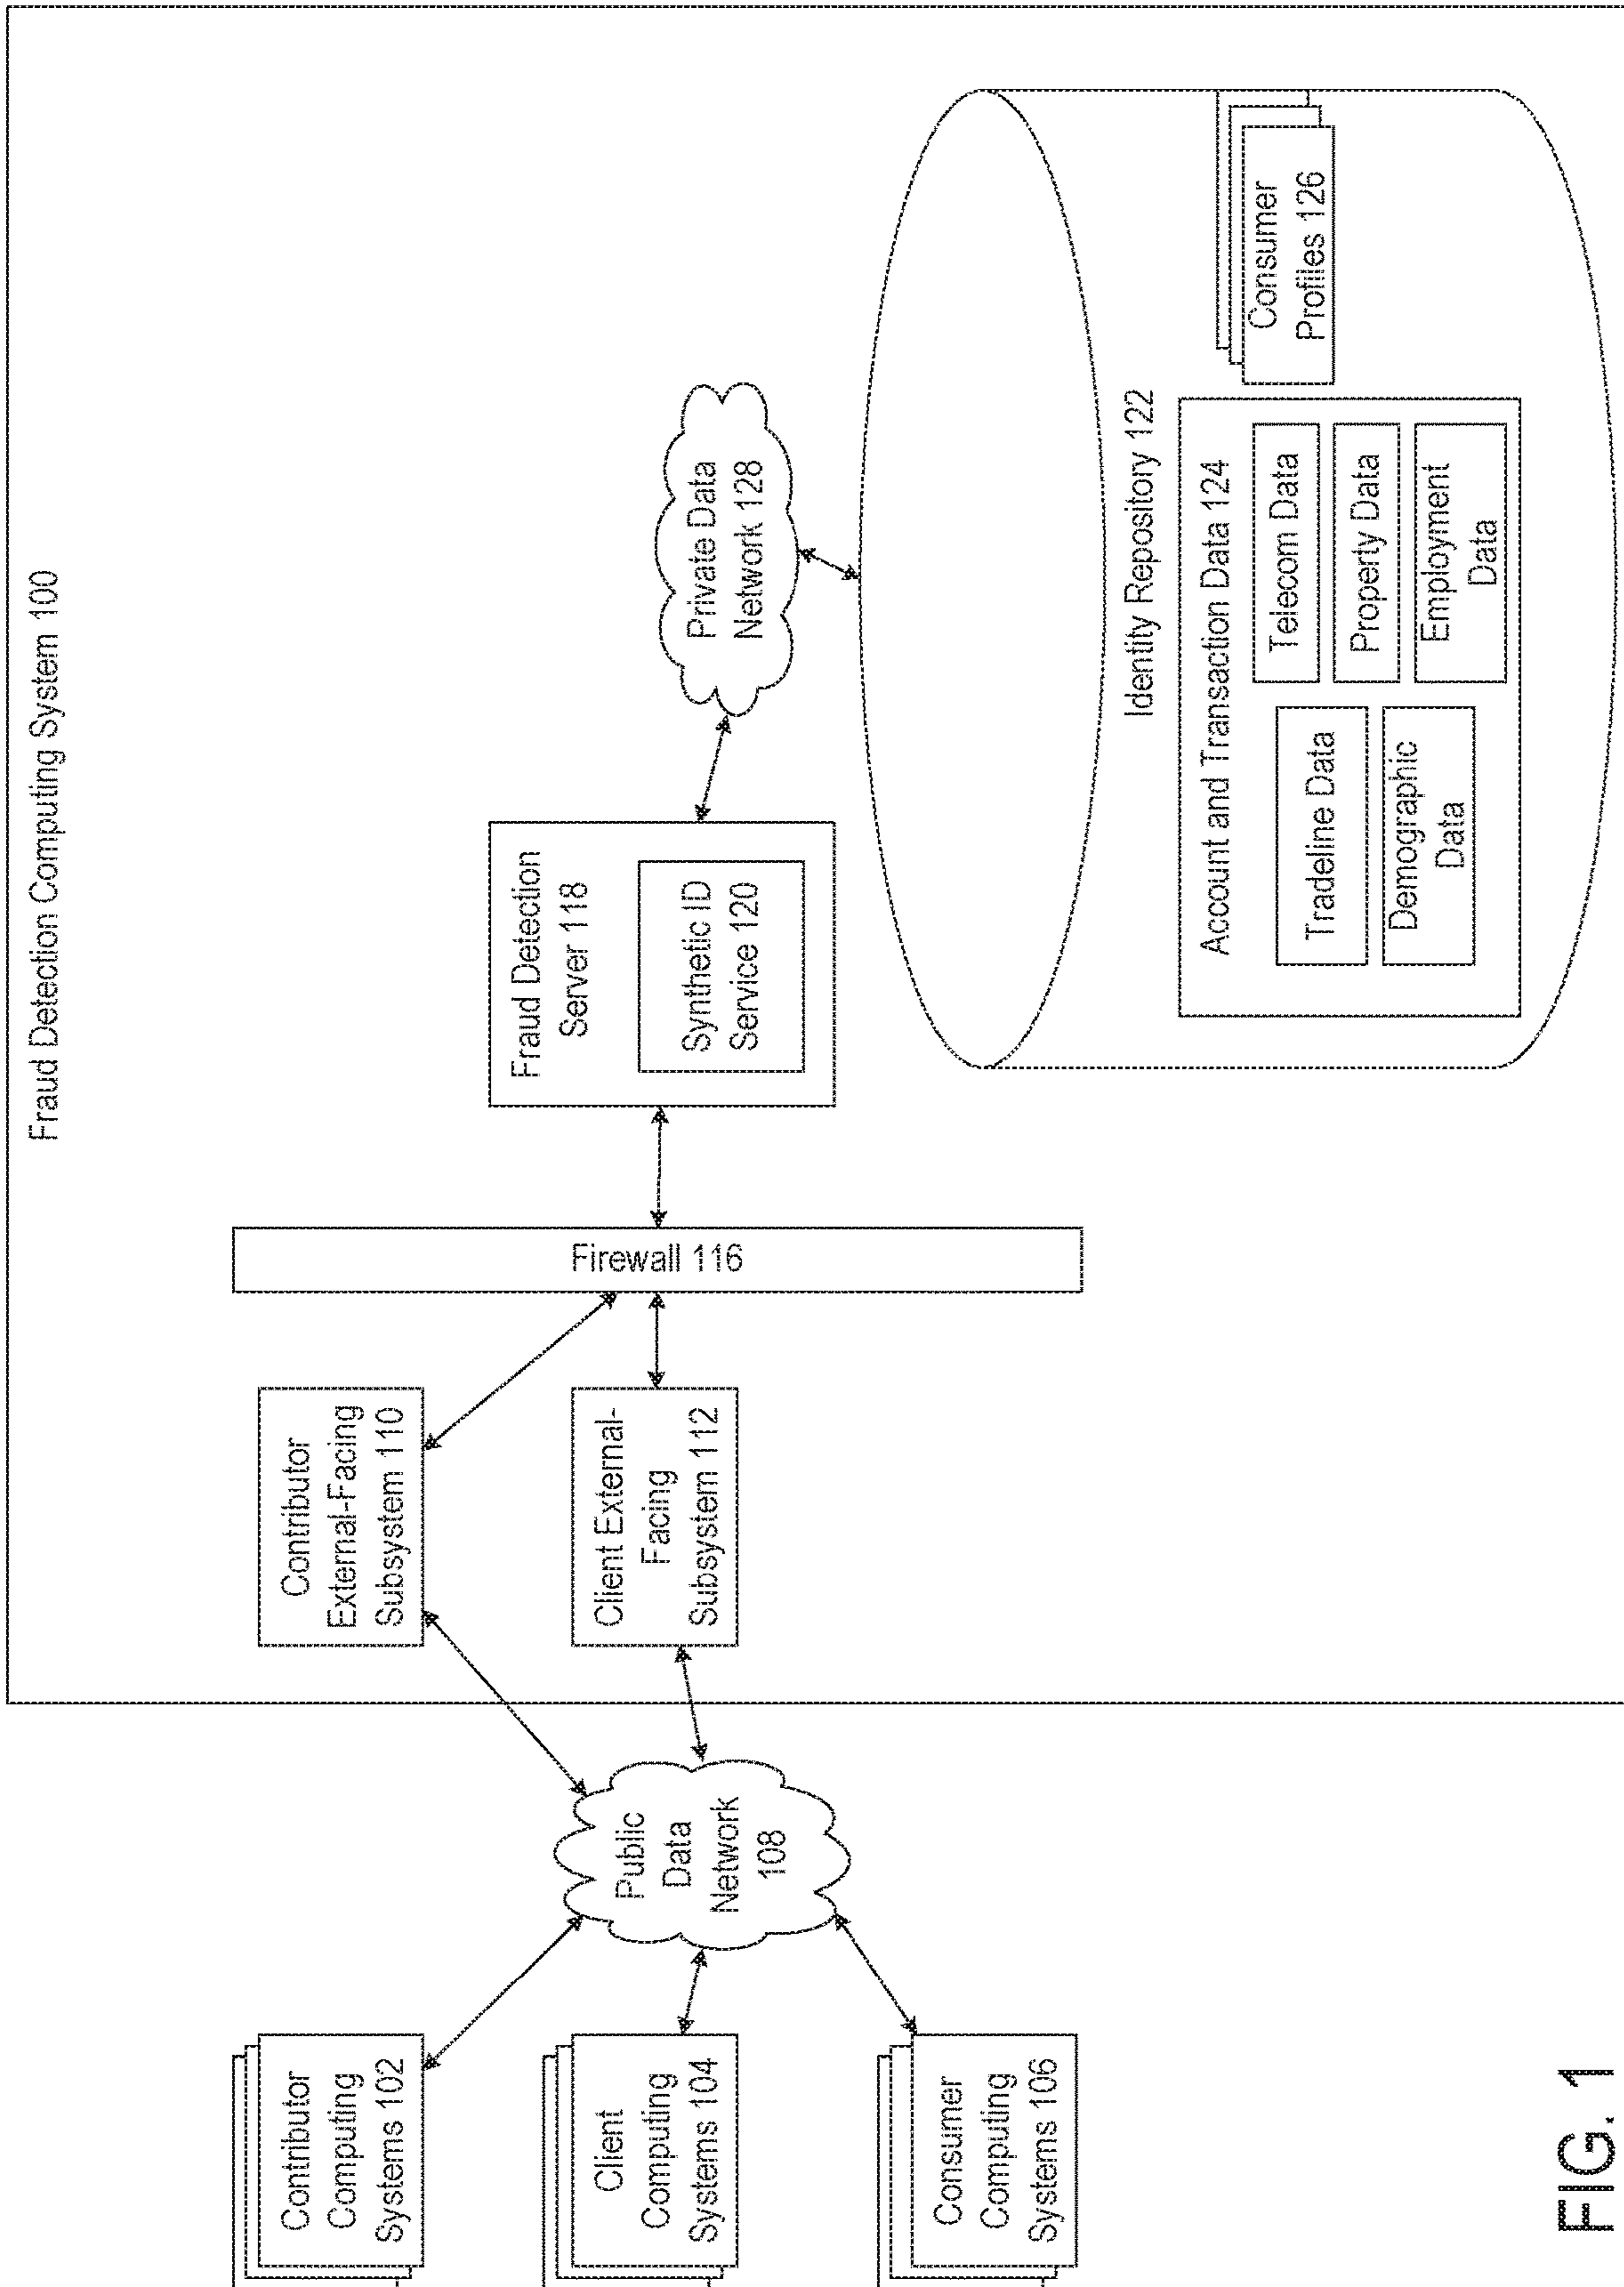 Fraud Detection Computing System 100
Contributor
Computing
Systems 102
Client
Computing
Systems 104
Consumer
Computing
Systems 106
Public
Data
Network
108
Contributor
External-Facing
Subsystem 110
Client External-
Facing
Subsystem 112
Firewall 116
Fraud Detection
Server 118
Synthetic ID
Service 120
Private Data
Network 128
Identity Repository 122
Account and Transaction Data 124
Tradeline Data
Demographic
Data
Telecom Data
Property Data
Employment
Data
Consumer
Profiles 126
FIG. 1